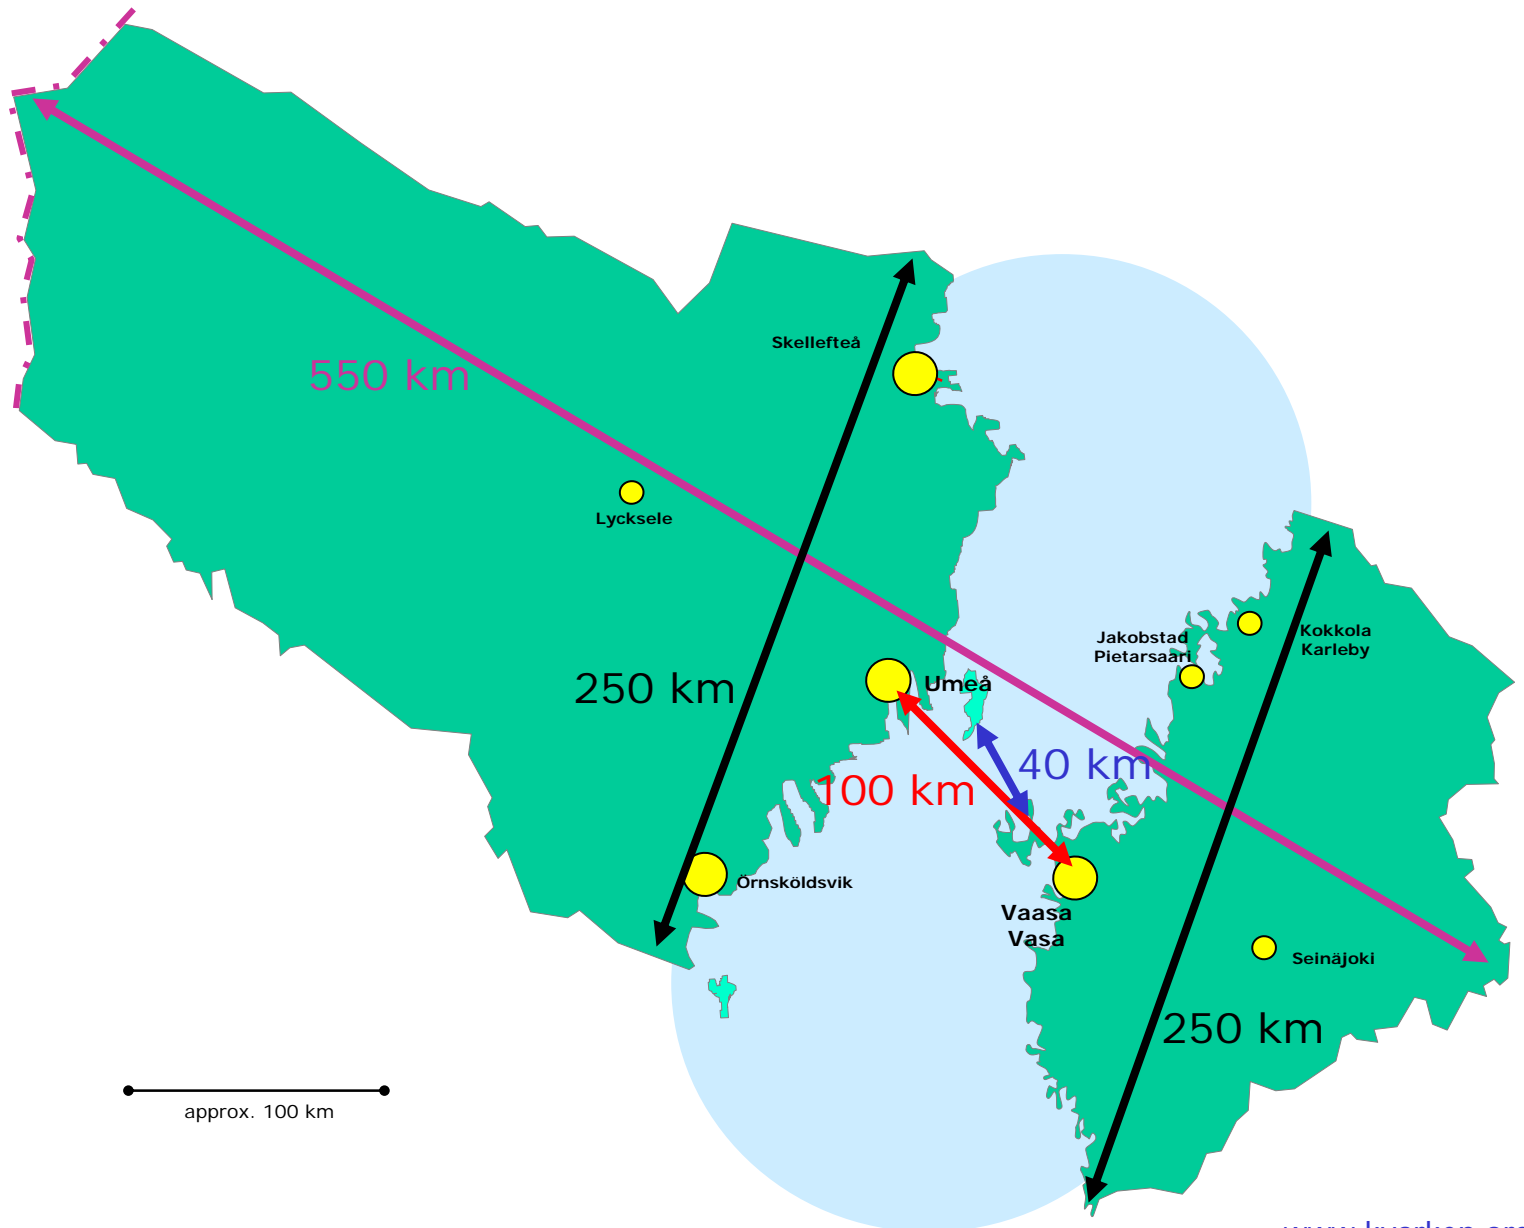 Skellefteå
550 km
Lycksele
Jakobstad
Pietarsaari
Kokkola
Karleby
250 km
Umeå
40 km
100 km
Örnsköldsvik
Vaasa
Vasa
Seinäjoki
250 km
approx. 100 km